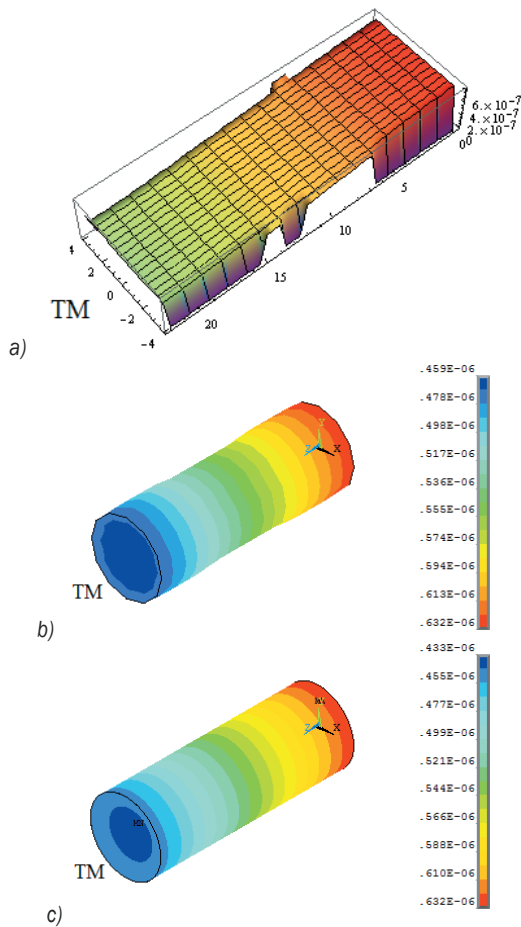 6.×10⁻⁷
4.×10⁻⁷
2.×10⁻⁷
0
0
5
10
15
20
4
2
0
-2
-4
TM
a)
.459E-06
.478E-06
.498E-06
.517E-06
.536E-06
.555E-06
.574E-06
.594E-06
.613E-06
.632E-06
Y
Z
X
TM
b)
.433E-06
.455E-06
.477E-06
.499E-06
.521E-06
.544E-06
.566E-06
.588E-06
.610E-06
.632E-06
Z
X
TM
c)